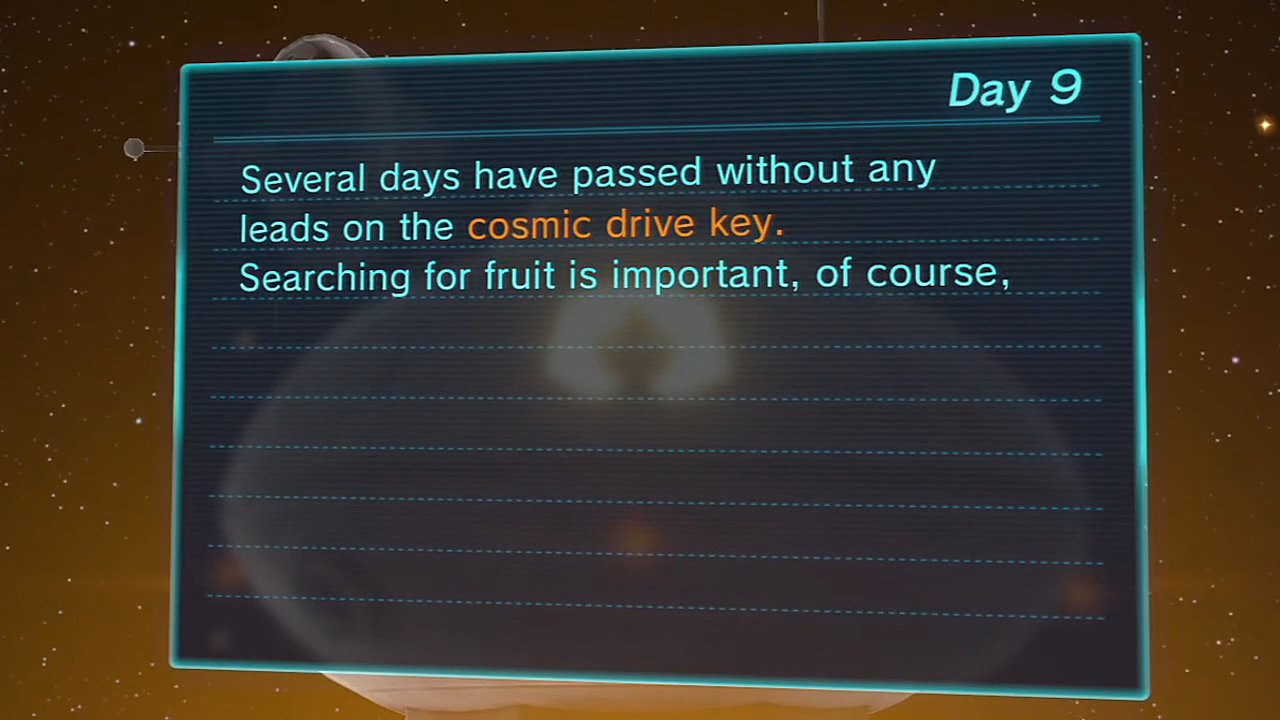 Day 9
Several days have passed without any
leads on the cosmic drive key.
Searching for fruit is important, of course,